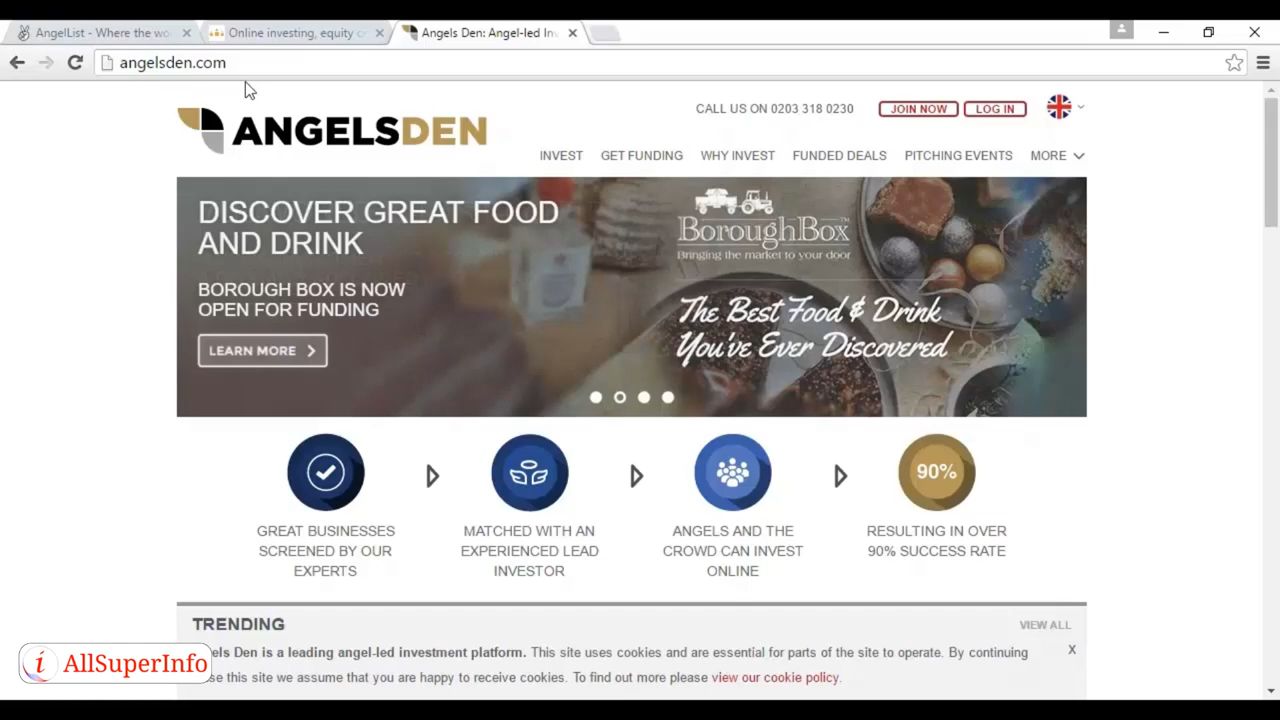 AngelList - Where the wo
Online investing, equity c
Angels Den: Angel-led In
angelsden.com
ANGELSDEN
CALL US ON 0203 318 0230
JOIN NOW
LOG IN
INVEST
GET FUNDING
WHY INVEST
FUNDED DEALS
PITCHING EVENTS
MORE
DISCOVER GREAT FOOD
AND DRINK
BOROUGH BOX IS NOW
OPEN FOR FUNDING
LEARN MORE
BoroughBox™
Bringing the market to your door
The Best Food & Drink
You've Ever Discovered
90%
GREAT BUSINESSES
SCREENED BY OUR
EXPERTS
MATCHED WITH AN
EXPERIENCED LEAD
INVESTOR
ANGELS AND THE
CROWD CAN INVEST
ONLINE
RESULTING IN OVER
90% SUCCESS RATE
TRENDING
VIEW ALL
els Den is a leading angel-led investment platform. This site uses cookies and are essential for parts of the site to operate. By continuing
se this site we assume that you are happy to receive cookies. To find out more please view our cookie policy.
X
i AllSuperInfo